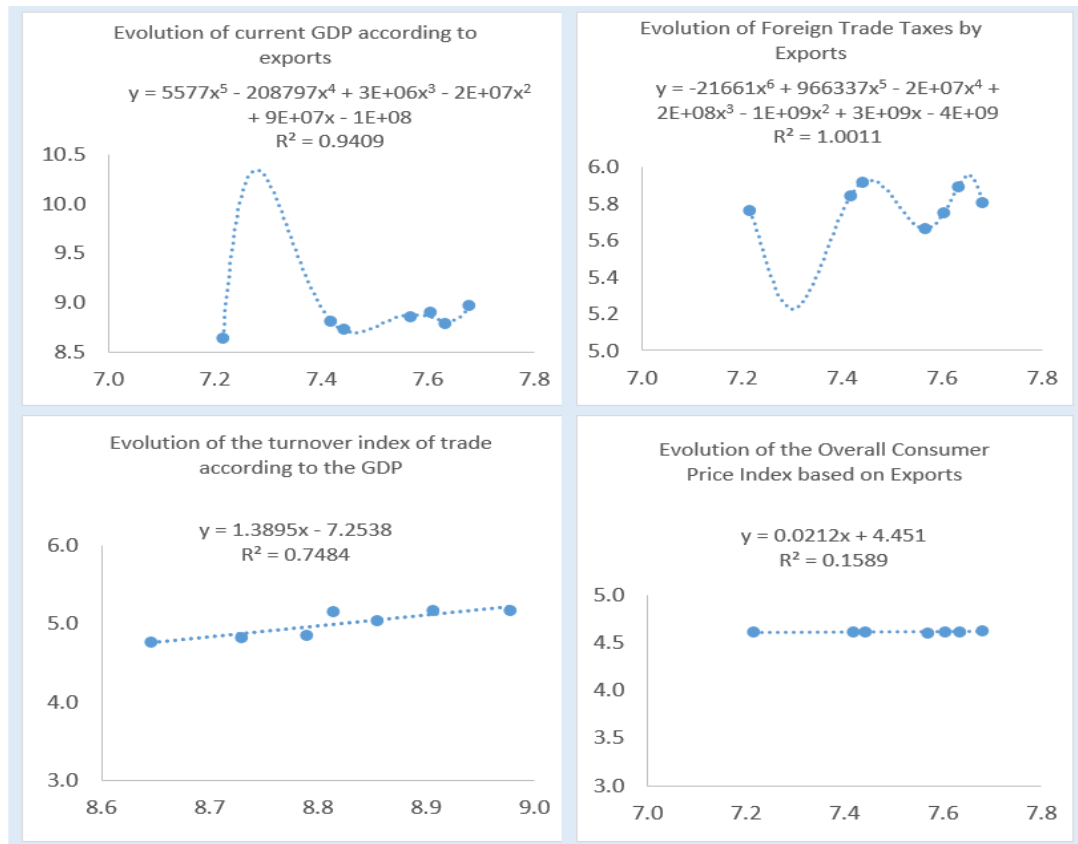 Evolution of current GDP according to
exports
y = 5577x⁵ - 208797x⁴ + 3E+06x³ - 2E+07x²
+ 9E+07x - 1E+08
R² = 0.9409
10.5
10.0
9.5
9.0
8.5
7.0 7.2 7.4 7.6 7.8
Evolution of Foreign Trade Taxes by
Exports
y = -21661x⁶ + 966337x⁵ - 2E+07x⁴ +
2E+08x³ - 1E+09x² + 3E+09x - 4E+09
R² = 1.0011
6.0
5.8
5.6
5.4
5.2
5.0
7.0 7.2 7.4 7.6 7.8
Evolution of the turnover index of trade
according to the GDP
y = 1.3895x - 7.2538
R² = 0.7484
6.0
5.0
4.0
3.0
8.6 8.7 8.8 8.9 9.0
Evolution of the Overall Consumer
Price Index based on Exports
y = 0.0212x + 4.451
R² = 0.1589
5.0
4.5
4.0
3.5
3.0
7.0 7.2 7.4 7.6 7.8